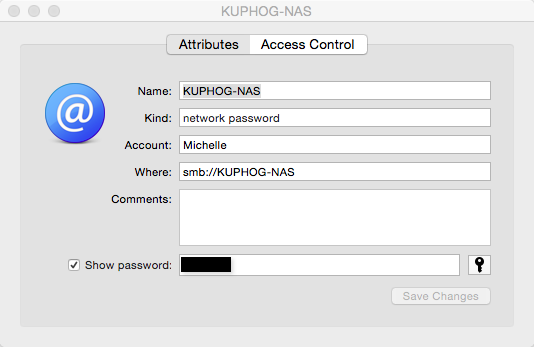 KUPHOG-NAS
Attributes Access Control
Name: KUPHOG-NAS
Kind: network password
Account: Michelle
Where: smb://KUPHOG-NAS
Comments:
Show password:
Save Changes